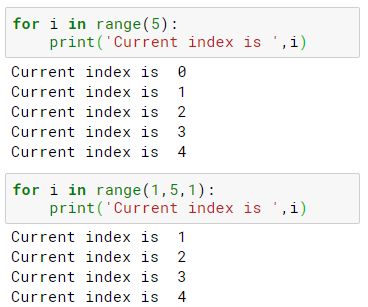 for i in range(5):
    print('Current index is ',i)
Current index is  0
Current index is  1
Current index is  2
Current index is  3
Current index is  4
for i in range(1,5,1):
    print('Current index is ',i)
Current index is  1
Current index is  2
Current index is  3
Current index is  4